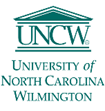 UNCW
UNIVERSITY of
NORTH CAROLINA
WILMINGTON